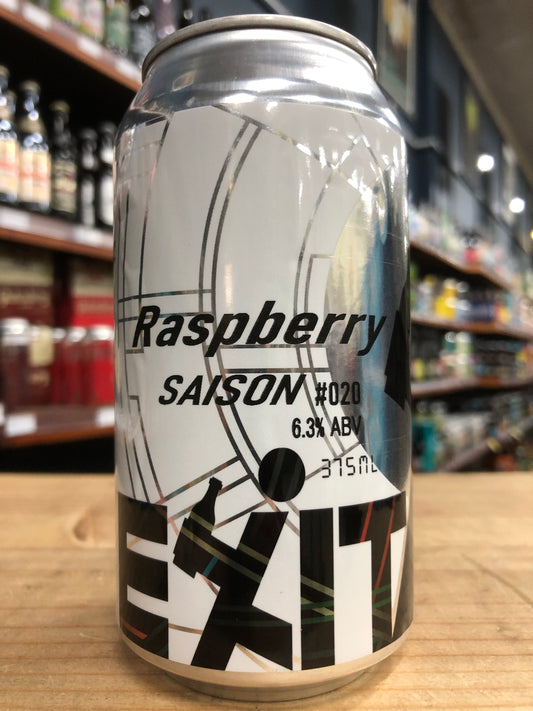 Raspberry
SAISON #020
6.3% ABV
375ML
EXIT